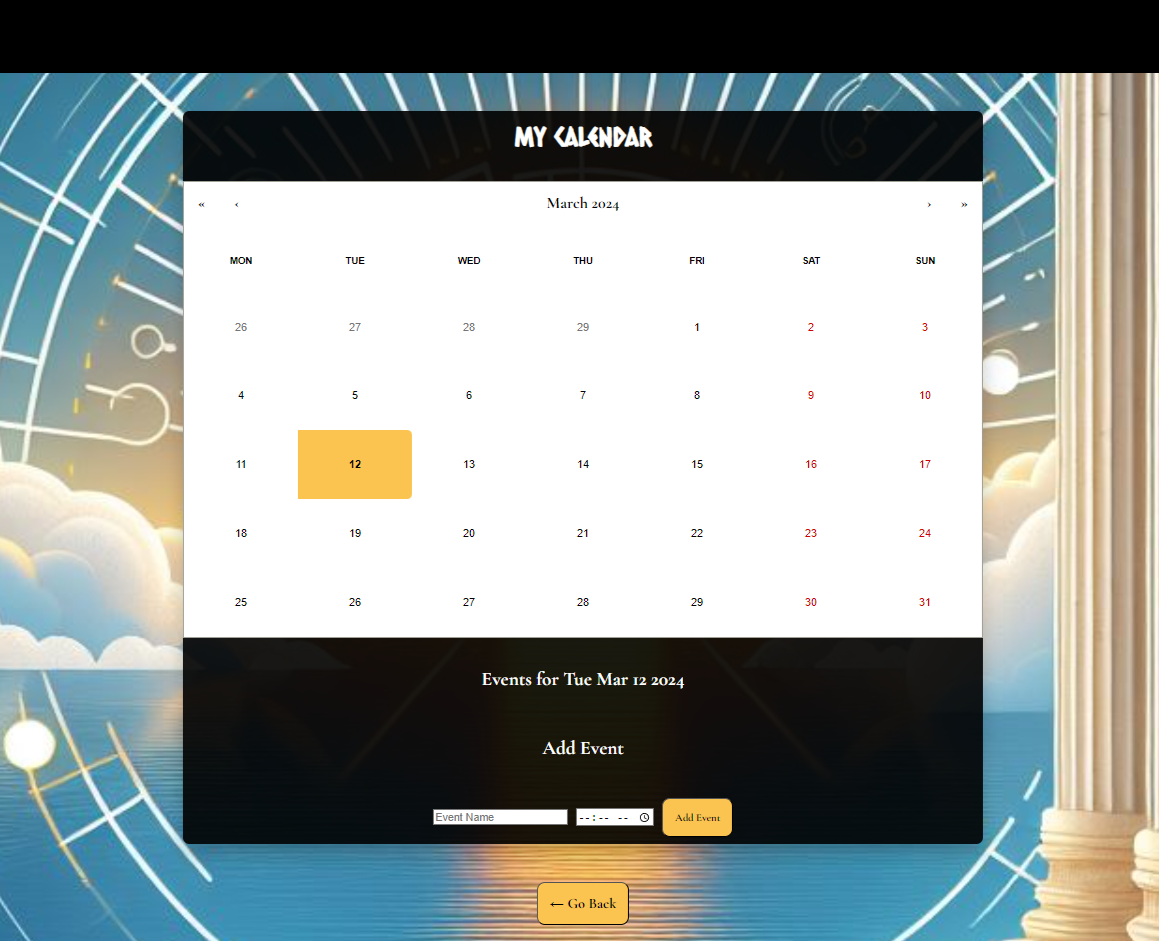 MY CALENDAR
« ‹ March 2024 › »
MON TUE WED THU FRI SAT SUN
26 27 28 29 1 2 3
4 5 6 7 8 9 10
11 12 13 14 15 16 17
18 19 20 21 22 23 24
25 26 27 28 29 30 31
Events for Tue Mar 12 2024
Add Event
Event Name --:-- -- Add Event
← Go Back